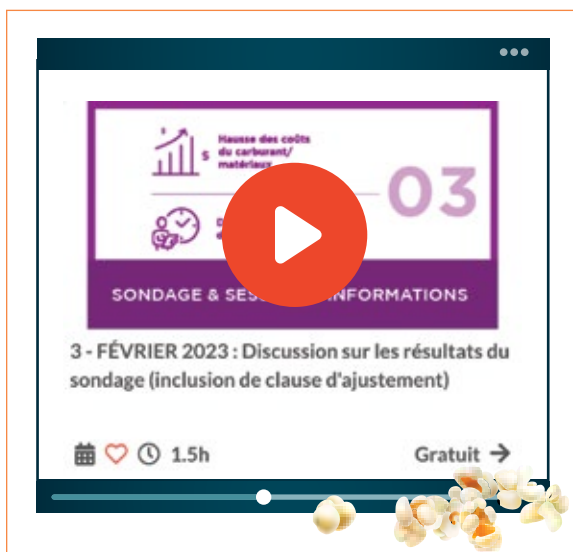 Hausse des coûts
$ du carburant/
matériaux
03
SONDAGE & INFORMATIONS
3 - FÉVRIER 2023 : Discussion sur les résultats du
sondage (inclusion de clause d'ajustement)
1.5h Gratuit →